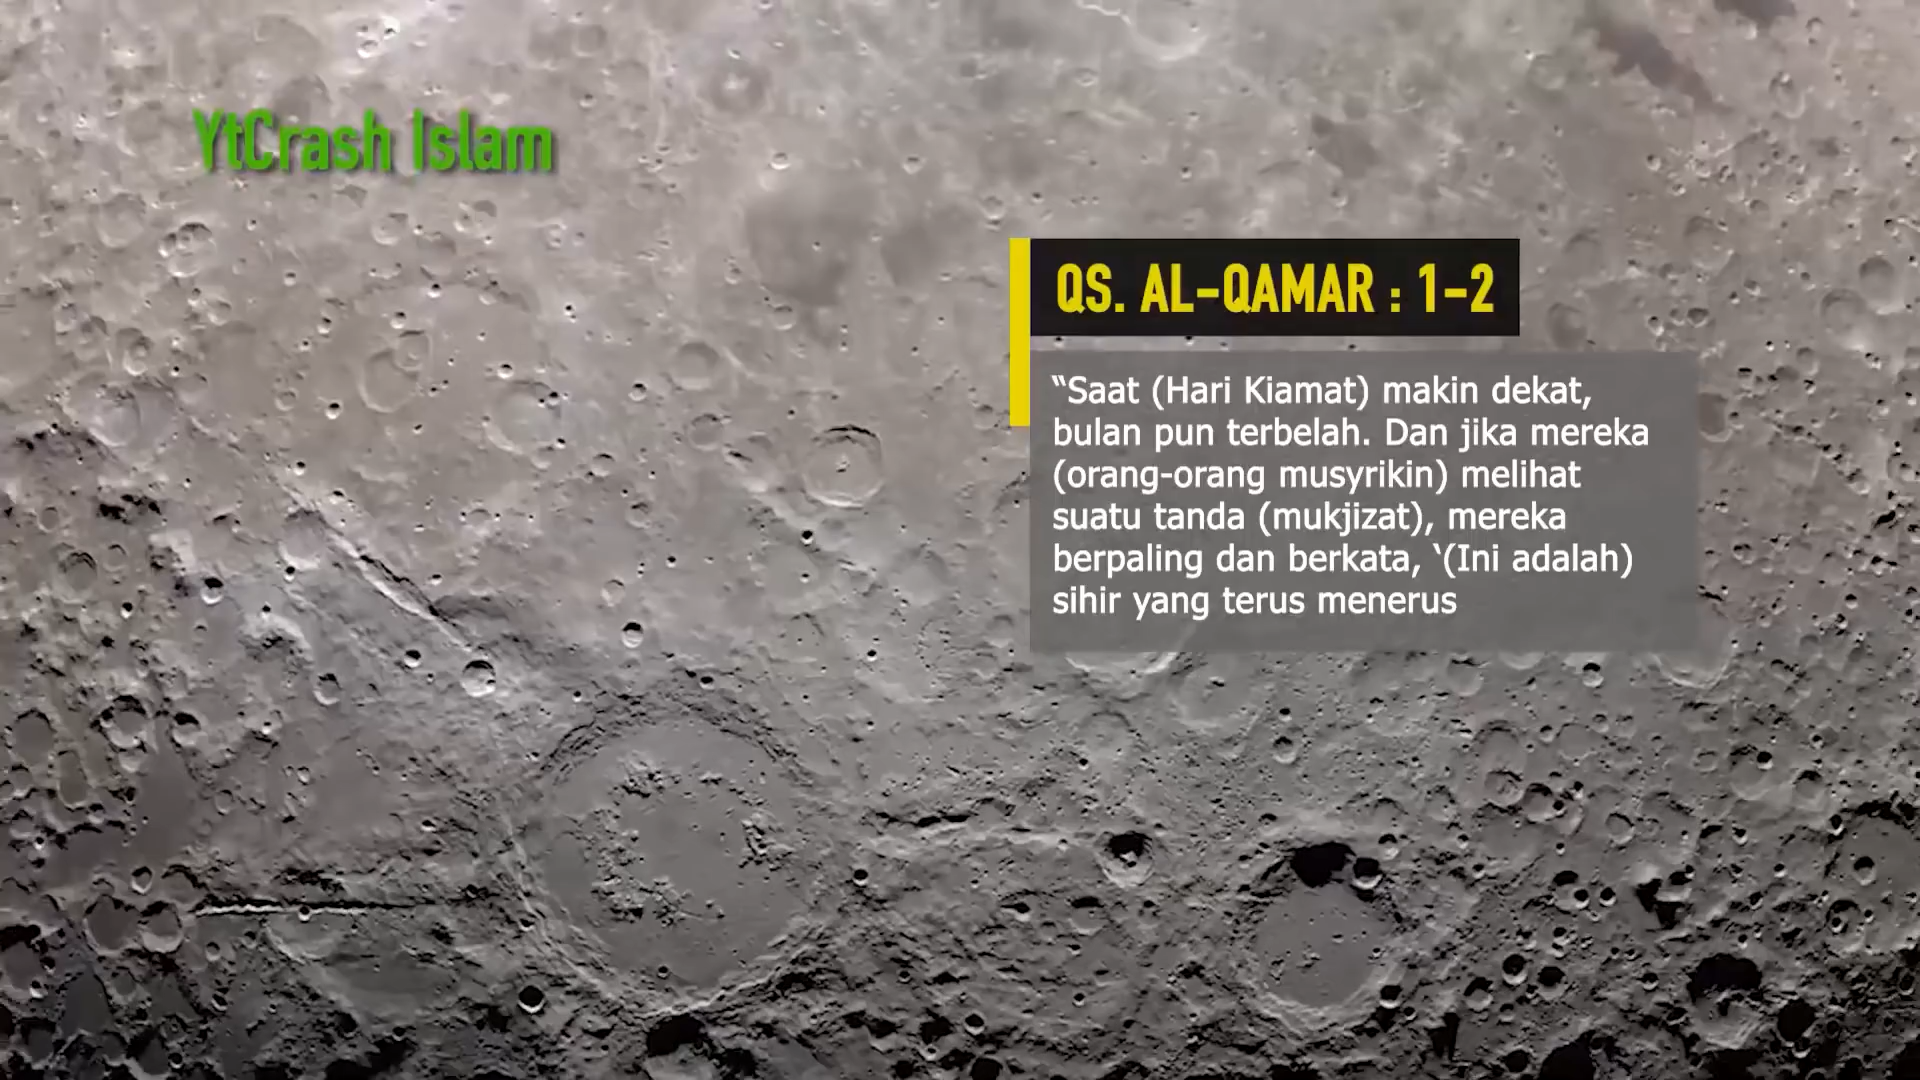 YtCrash Islam
QS. AL-QAMAR : 1-2
“Saat (Hari Kiamat) makin dekat,
bulan pun terbelah. Dan jika mereka
(orang-orang musyrikin) melihat
suatu tanda (mukjizat), mereka
berpaling dan berkata, ‘(Ini adalah)
sihir yang terus menerus